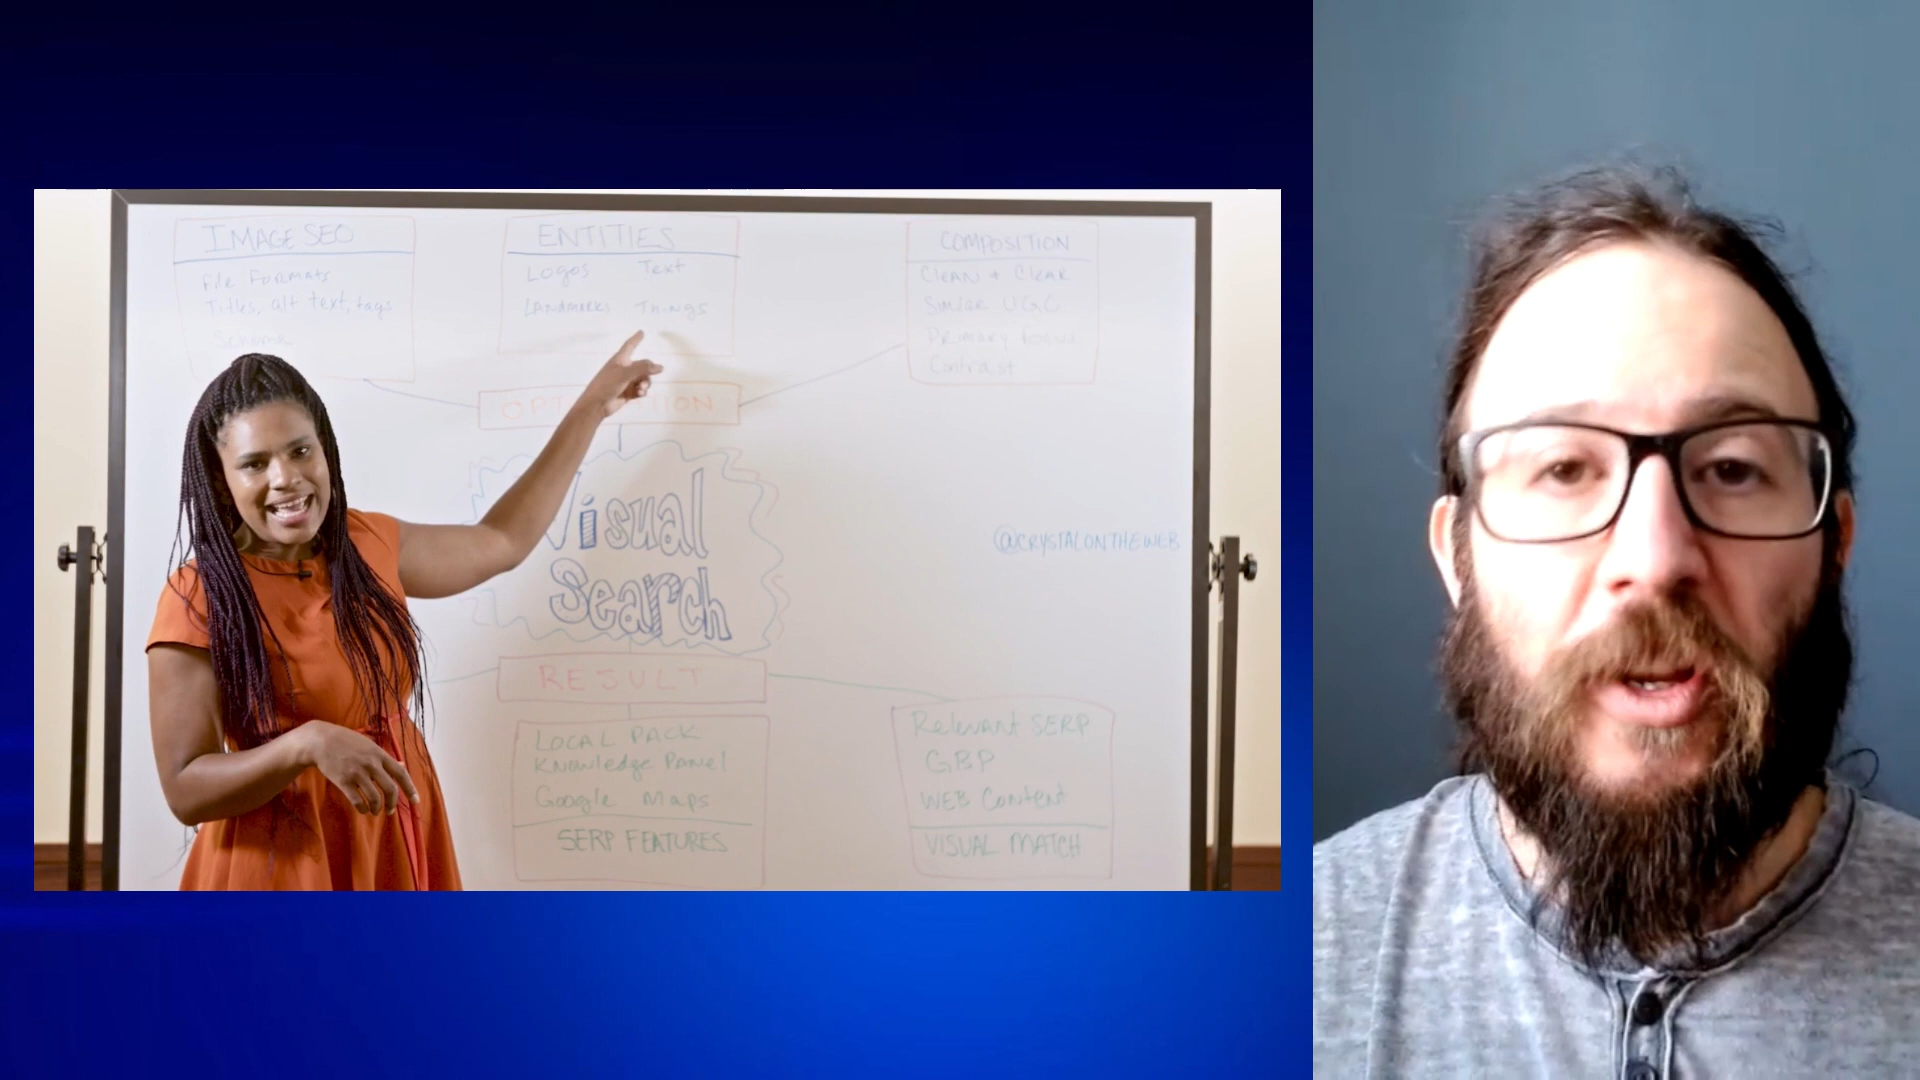 IMAGE SEO
File Formats
Titles, alt text, tags
Schema
ENTITIES
Logos Text
Landmarks Things
COMPOSITION
Clean + Clear
Similar UGC
Primary focus
Contrast
Visual
Search
@CRYSTALONTHEWEB
RESULT
LOCAL PACK
Knowledge Panel
Google Maps
SERP FEATURES
Relevant SERP
GBP
WEB Content
VISUAL MATCH